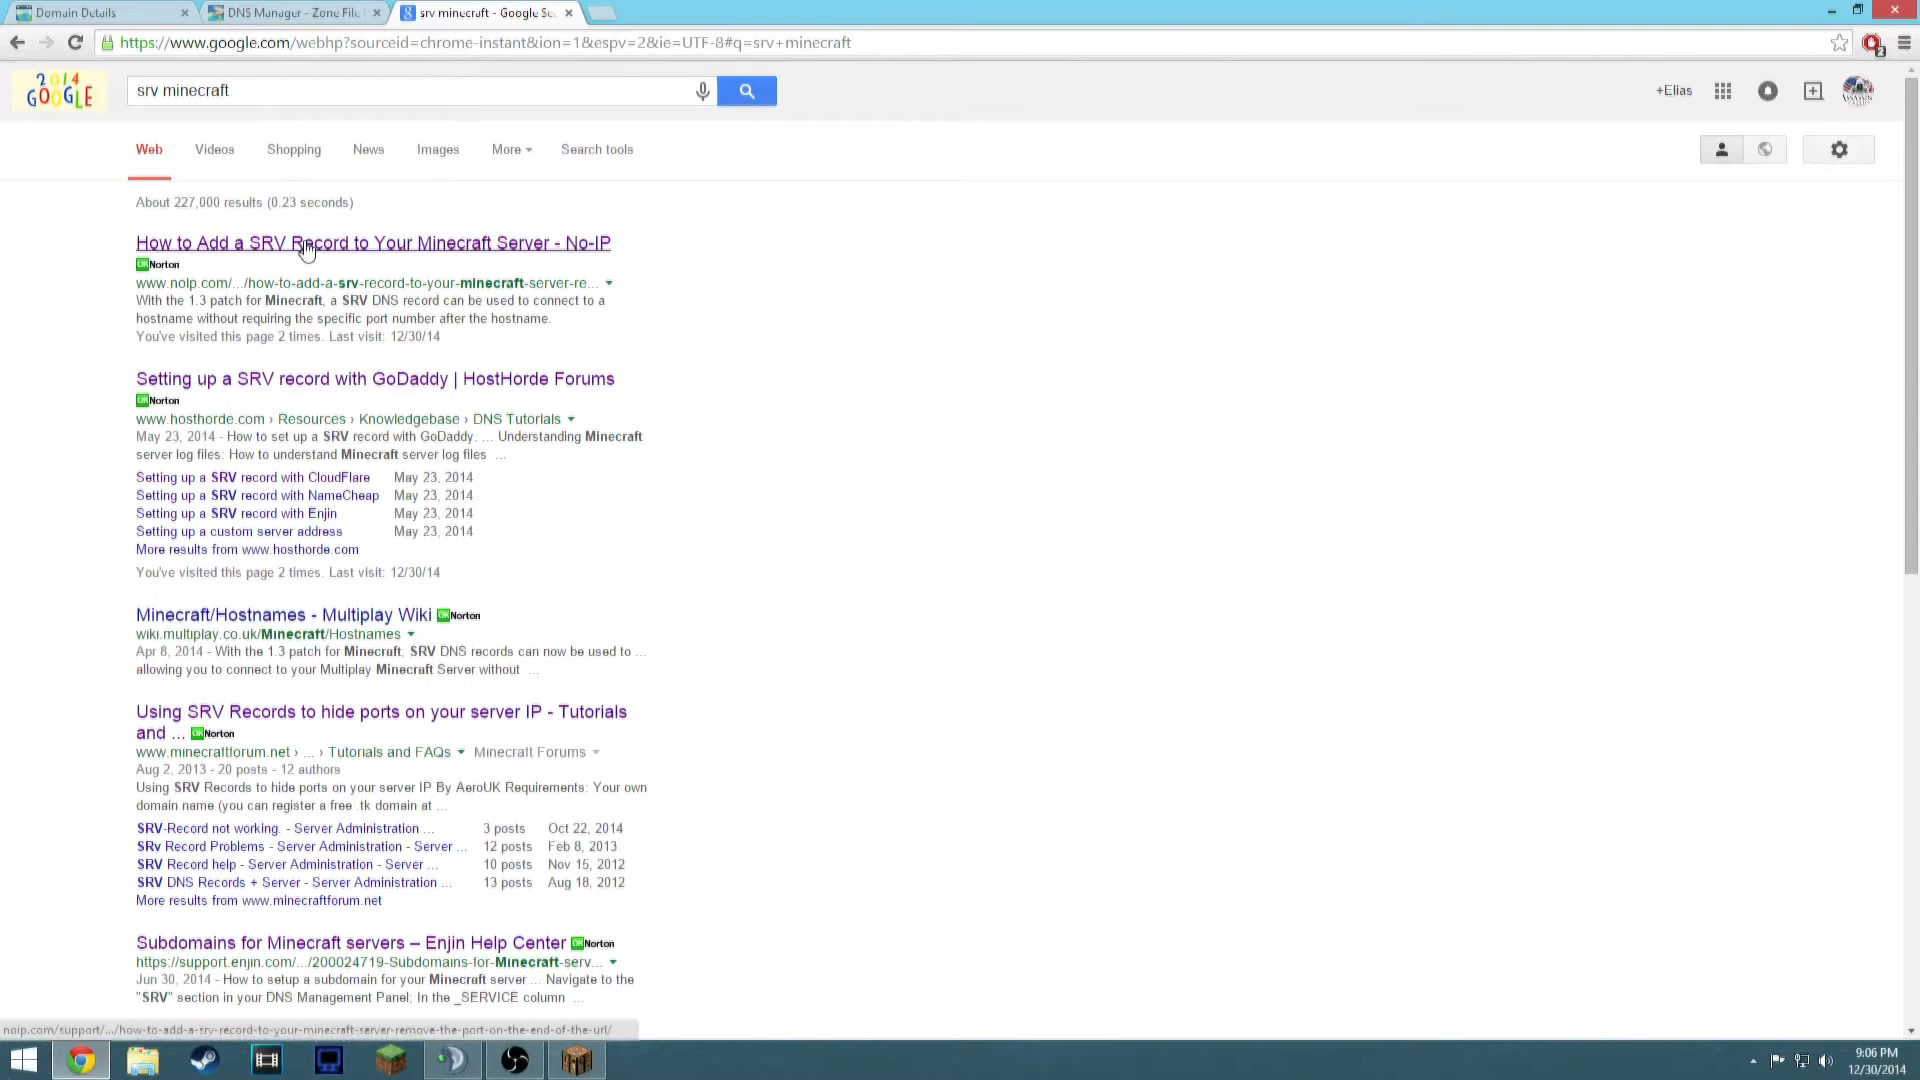 Domain Details
DNS Manager - Zone File
srv minecraft - Google Se
https://www.google.com/webhp?sourceid=chrome-instant&ion=1&espv=2&ie=UTF-8#q=srv+minecraft
2
2014
GOOGLE
srv minecraft
+Elias
Web Videos Shopping News Images More Search tools
About 227,000 results (0.23 seconds)
How to Add a SRV Record to Your Minecraft Server - No-IP
OK Norton
www.noip.com/.../how-to-add-a-srv-record-to-your-minecraft-server-re...
With the 1.3 patch for Minecraft, a SRV DNS record can be used to connect to a
hostname without requiring the specific port number after the hostname.
You've visited this page 2 times. Last visit: 12/30/14
Setting up a SRV record with GoDaddy | HostHorde Forums
OK Norton
www.hosthorde.com › Resources › Knowledgebase › DNS Tutorials
May 23, 2014 - How to set up a SRV record with GoDaddy. ... Understanding Minecraft
server log files: How to understand Minecraft server log files ...
Setting up a SRV record with CloudFlare May 23, 2014
Setting up a SRV record with NameCheap May 23, 2014
Setting up a SRV record with Enjin May 23, 2014
Setting up a custom server address May 23, 2014
More results from www.hosthorde.com
You've visited this page 2 times. Last visit: 12/30/14
Minecraft/Hostnames - Multiplay Wiki OK Norton
wiki.multiplay.co.uk/Minecraft/Hostnames
Apr 8, 2014 - With the 1.3 patch for Minecraft, SRV DNS records can now be used to ...
allowing you to connect to your Multiplay Minecraft Server without ...
Using SRV Records to hide ports on your server IP - Tutorials
and ... OK Norton
www.minecraftforum.net › ... › Tutorials and FAQs Minecraft Forums
Aug 2, 2013 - 20 posts - 12 authors
Using SRV Records to hide ports on your server IP By AeroUK Requirements: Your own
domain name (you can register a free .tk domain at ...
SRV-Record not working. - Server Administration ... 3 posts Oct 22, 2014
SRv Record Problems - Server Administration - Server ... 12 posts Feb 8, 2013
SRV Record help - Server Administration - Server ... 10 posts Nov 15, 2012
SRV DNS Records + Server - Server Administration ... 13 posts Aug 18, 2012
More results from www.minecraftforum.net
Subdomains for Minecraft servers – Enjin Help Center OK Norton
https://support.enjin.com/.../200024719-Subdomains-for-Minecraft-serv...
Jun 30, 2014 - How to setup a subdomain for your Minecraft server ... Navigate to the
"SRV" section in your DNS Management Panel; In the _SERVICE column ...
noip.com/support/.../how-to-add-a-srv-record-to-your-minecraft-server-remove-the-port-on-the-end-of-the-url/
9:06 PM
12/30/2014